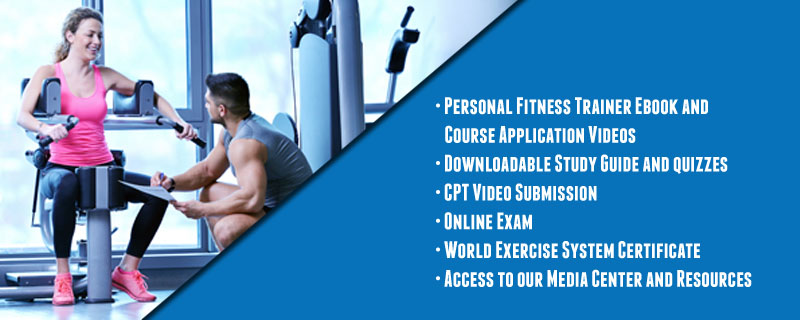 • Personal Fitness Trainer Ebook and
Course Application Videos
• Downloadable Study Guide and quizzes
• CPT Video Submission
• Online Exam
• World Exercise System Certificate
• Access to our Media Center and Resources